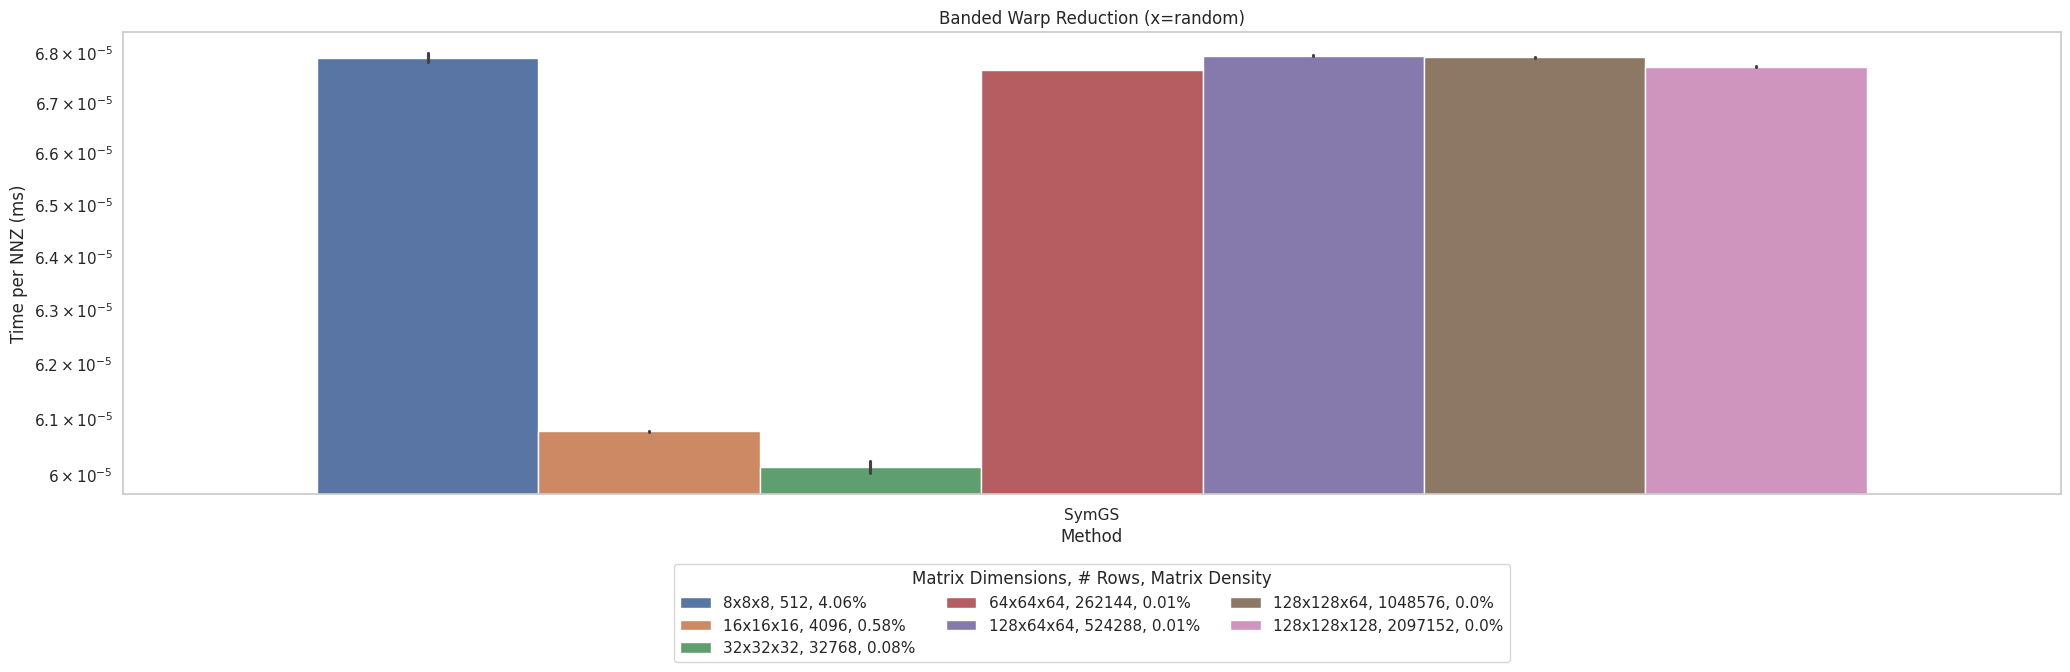 Banded Warp Reduction (x=random)
Time per NNZ (ms)
6.8 × 10⁻⁵
6.7 × 10⁻⁵
6.6 × 10⁻⁵
6.5 × 10⁻⁵
6.4 × 10⁻⁵
6.3 × 10⁻⁵
6.2 × 10⁻⁵
6.1 × 10⁻⁵
6 × 10⁻⁵
SymGS
Method
Matrix Dimensions, # Rows, Matrix Density
8x8x8, 512, 4.06%
16x16x16, 4096, 0.58%
32x32x32, 32768, 0.08%
64x64x64, 262144, 0.01%
128x64x64, 524288, 0.01%
128x128x64, 1048576, 0.0%
128x128x128, 2097152, 0.0%